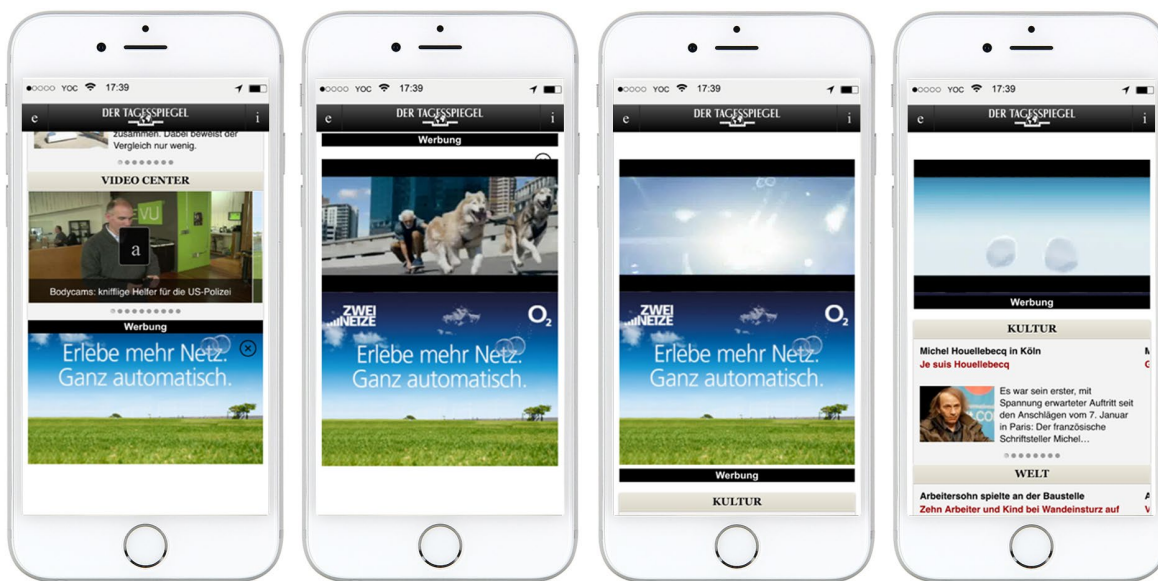 YOC 17:39
e DER TAGESSPIEGEL i
zusammen. Dabei beweist der
Vergleich nur wenig.
VIDEO CENTER
VU
a
Bodycams: knifflige Helfer für die US-Polizei
Werbung
Erlebe mehr Netz.
Ganz automatisch.
YOC 17:39
e DER TAGESSPIEGEL i
Werbung
ZWEI
NETZE
O2
Erlebe mehr Netz.
Ganz automatisch.
YOC 17:39
e DER TAGESSPIEGEL i
ZWEI
NETZE
O2
Erlebe mehr Netz.
Ganz automatisch.
Werbung
KULTUR
YOC 17:39
e DER TAGESSPIEGEL i
Werbung
KULTUR
Michel Houellebecq in Köln
Je suis Houellebecq
Es war sein erster, mit
Spannung erwarteter Auftritt seit
den Anschlägen vom 7. Januar
in Paris: Der französische
Schriftsteller Michel...
WELT
Arbeitersohn spielte an der Baustelle
Zehn Arbeiter und Kind bei Wandeinsturz auf